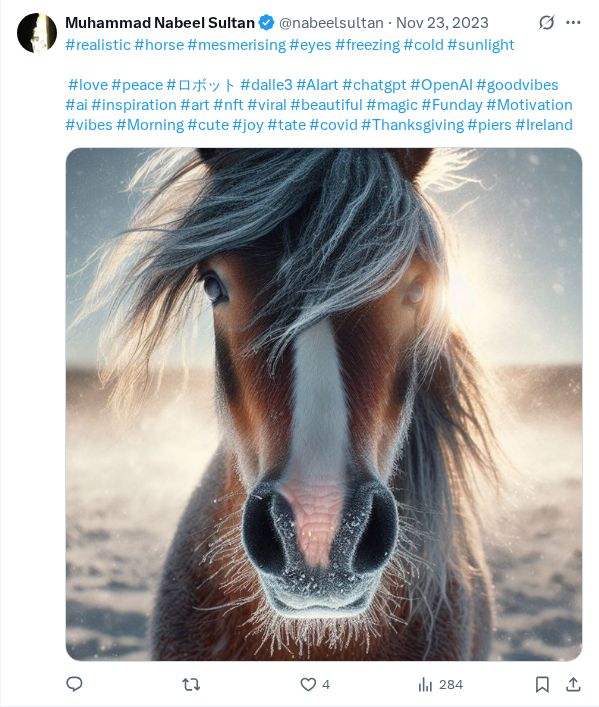 Muhammad Nabeel Sultan @nabeelsultan · Nov 23, 2023
#realistic #horse #mesmerising #eyes #freezing #cold #sunlight
#love #peace #ロボット #dalle3 #AIart #chatgpt #OpenAI #goodvibes
#ai #inspiration #art #nft #viral #beautiful #magic #Funday #Motivation
#vibes #Morning #cute #joy #tate #covid #Thanksgiving #piers #Ireland
4 284